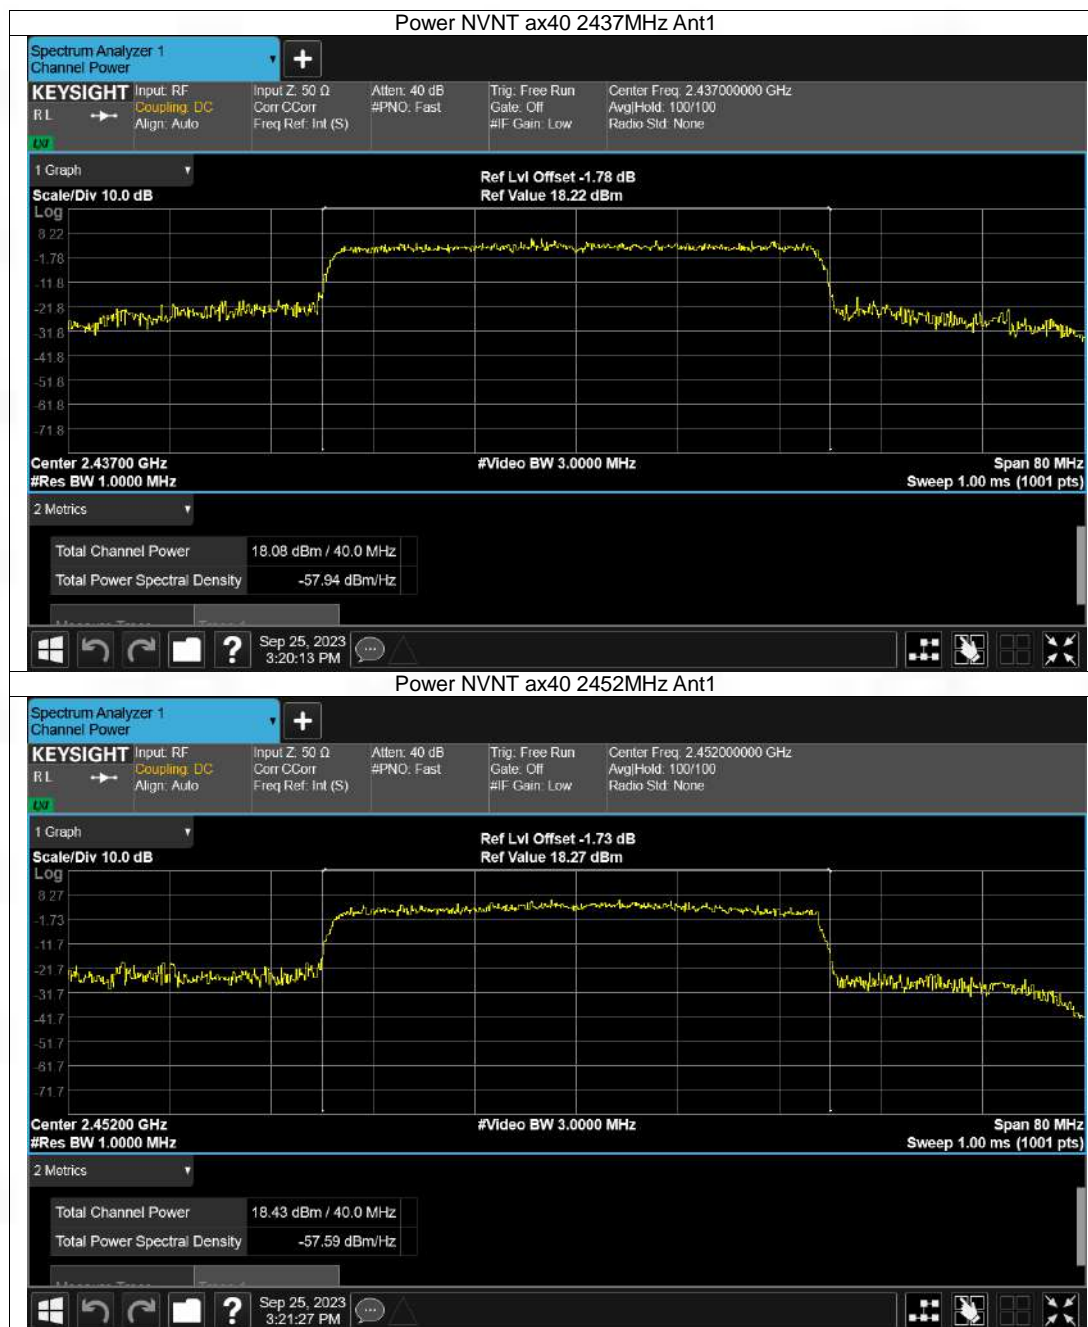 Power NVNT ax40 2437MHz Ant1
Spectrum Analyzer 1
Channel Power
KEYSIGHT Input: RF Input Z: 50 Ω Atten: 40 dB Trig: Free Run Center Freq: 2.437000000 GHz
RL Coupling: DC Corr CCorr #PNO: Fast Gate: Off Avg|Hold: 100/100
Align: Auto Freq Ref: Int (S) #IF Gain: Low Radio Std: None
LXI
1 Graph
Ref Lvl Offset -1.78 dB
Scale/Div 10.0 dB Ref Value 18.22 dBm
Log
8.22
-1.78
-11.8
-21.8
-31.8
-41.8
-51.8
-61.8
-71.8
Center 2.43700 GHz #Video BW 3.0000 MHz Span 80 MHz
#Res BW 1.0000 MHz Sweep 1.00 ms (1001 pts)
2 Metrics
Total Channel Power 18.08 dBm / 40.0 MHz
Total Power Spectral Density -57.94 dBm/Hz
Sep 25, 2023
3:20:13 PM
Power NVNT ax40 2452MHz Ant1
Spectrum Analyzer 1
Channel Power
KEYSIGHT Input: RF Input Z: 50 Ω Atten: 40 dB Trig: Free Run Center Freq: 2.452000000 GHz
RL Coupling: DC Corr CCorr #PNO: Fast Gate: Off Avg|Hold: 100/100
Align: Auto Freq Ref: Int (S) #IF Gain: Low Radio Std: None
LXI
1 Graph
Ref Lvl Offset -1.73 dB
Scale/Div 10.0 dB Ref Value 18.27 dBm
Log
8.27
-1.73
-11.7
-21.7
-31.7
-41.7
-51.7
-61.7
-71.7
Center 2.45200 GHz #Video BW 3.0000 MHz Span 80 MHz
#Res BW 1.0000 MHz Sweep 1.00 ms (1001 pts)
2 Metrics
Total Channel Power 18.43 dBm / 40.0 MHz
Total Power Spectral Density -57.59 dBm/Hz
Sep 25, 2023
3:21:27 PM